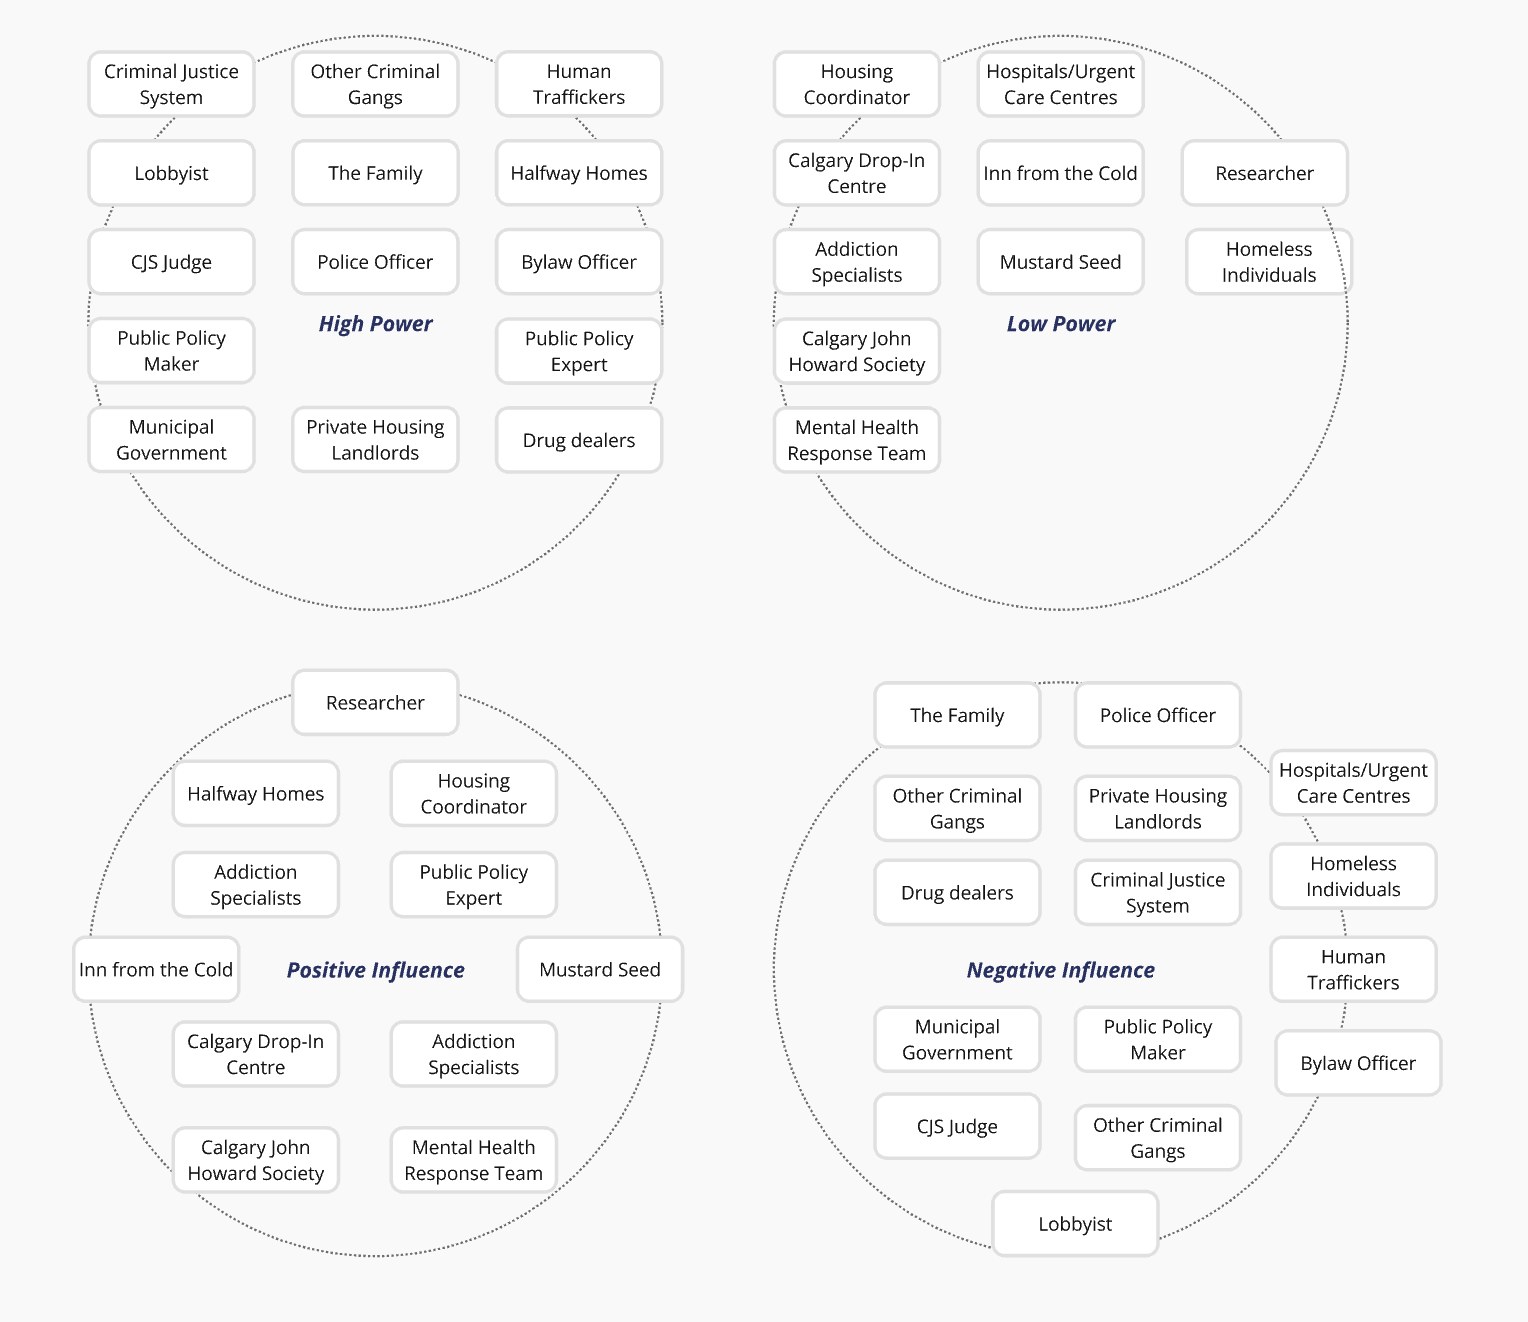 Criminal Justice
System
Other Criminal
Gangs
Human
Traffickers
Lobbyist
The Family
Halfway Homes
CJS Judge
Police Officer
Bylaw Officer
High Power
Public Policy
Maker
Public Policy
Expert
Municipal
Government
Private Housing
Landlords
Drug dealers
Housing
Coordinator
Hospitals/Urgent
Care Centres
Calgary Drop-In
Centre
Inn from the Cold
Researcher
Addiction
Specialists
Mustard Seed
Homeless
Individuals
Low Power
Calgary John
Howard Society
Mental Health
Response Team
Researcher
Halfway Homes
Housing
Coordinator
Addiction
Specialists
Public Policy
Expert
Inn from the Cold
Positive Influence
Mustard Seed
Calgary Drop-In
Centre
Addiction
Specialists
Calgary John
Howard Society
Mental Health
Response Team
The Family
Police Officer
Hospitals/Urgent
Care Centres
Other Criminal
Gangs
Private Housing
Landlords
Homeless
Individuals
Drug dealers
Criminal Justice
System
Negative Influence
Human
Traffickers
Municipal
Government
Public Policy
Maker
Bylaw Officer
CJS Judge
Other Criminal
Gangs
Lobbyist